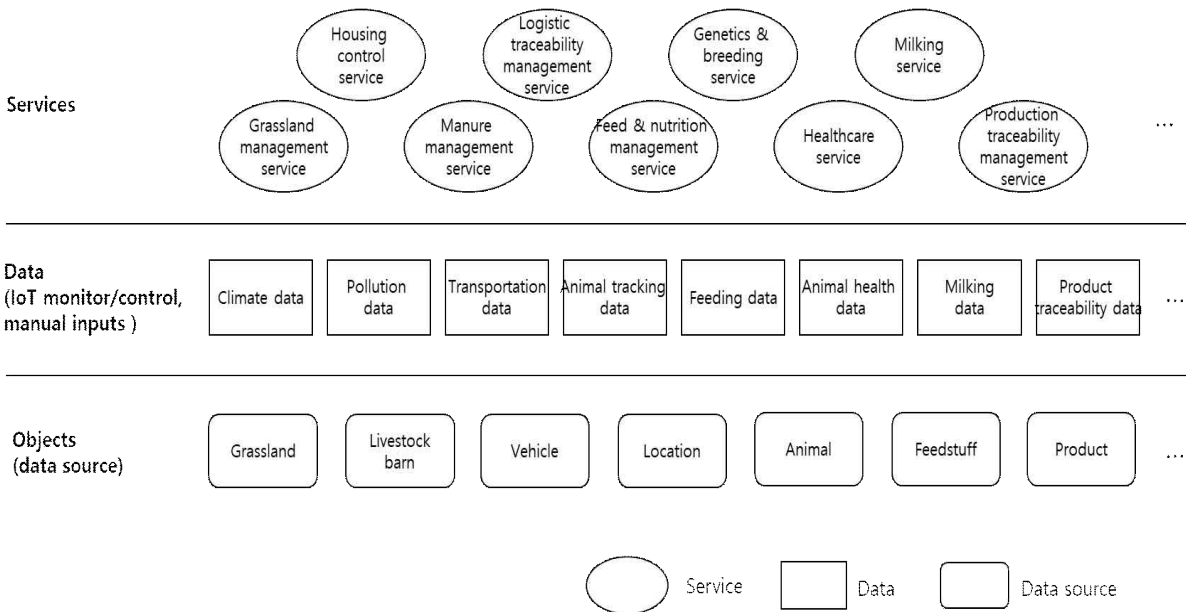 Housing
control
service
Logistic
traceability
management
service
Genetics &
breeding
service
Milking
service
Services
Grassland
management
service
Manure
management
service
Feed & nutrition
management
service
Healthcare
service
Production
traceability
management
service
...
Data
(IoT monitor/control,
manual inputs )
Climate data
Pollution
data
Transportation
data
Animal tracking
data
Feeding data
Animal health
data
Milking
data
Product
traceability data
...
Objects
(data source)
Grassland
Livestock
barn
Vehicle
Location
Animal
Feedstuff
Product
...
Service
Data
Data source